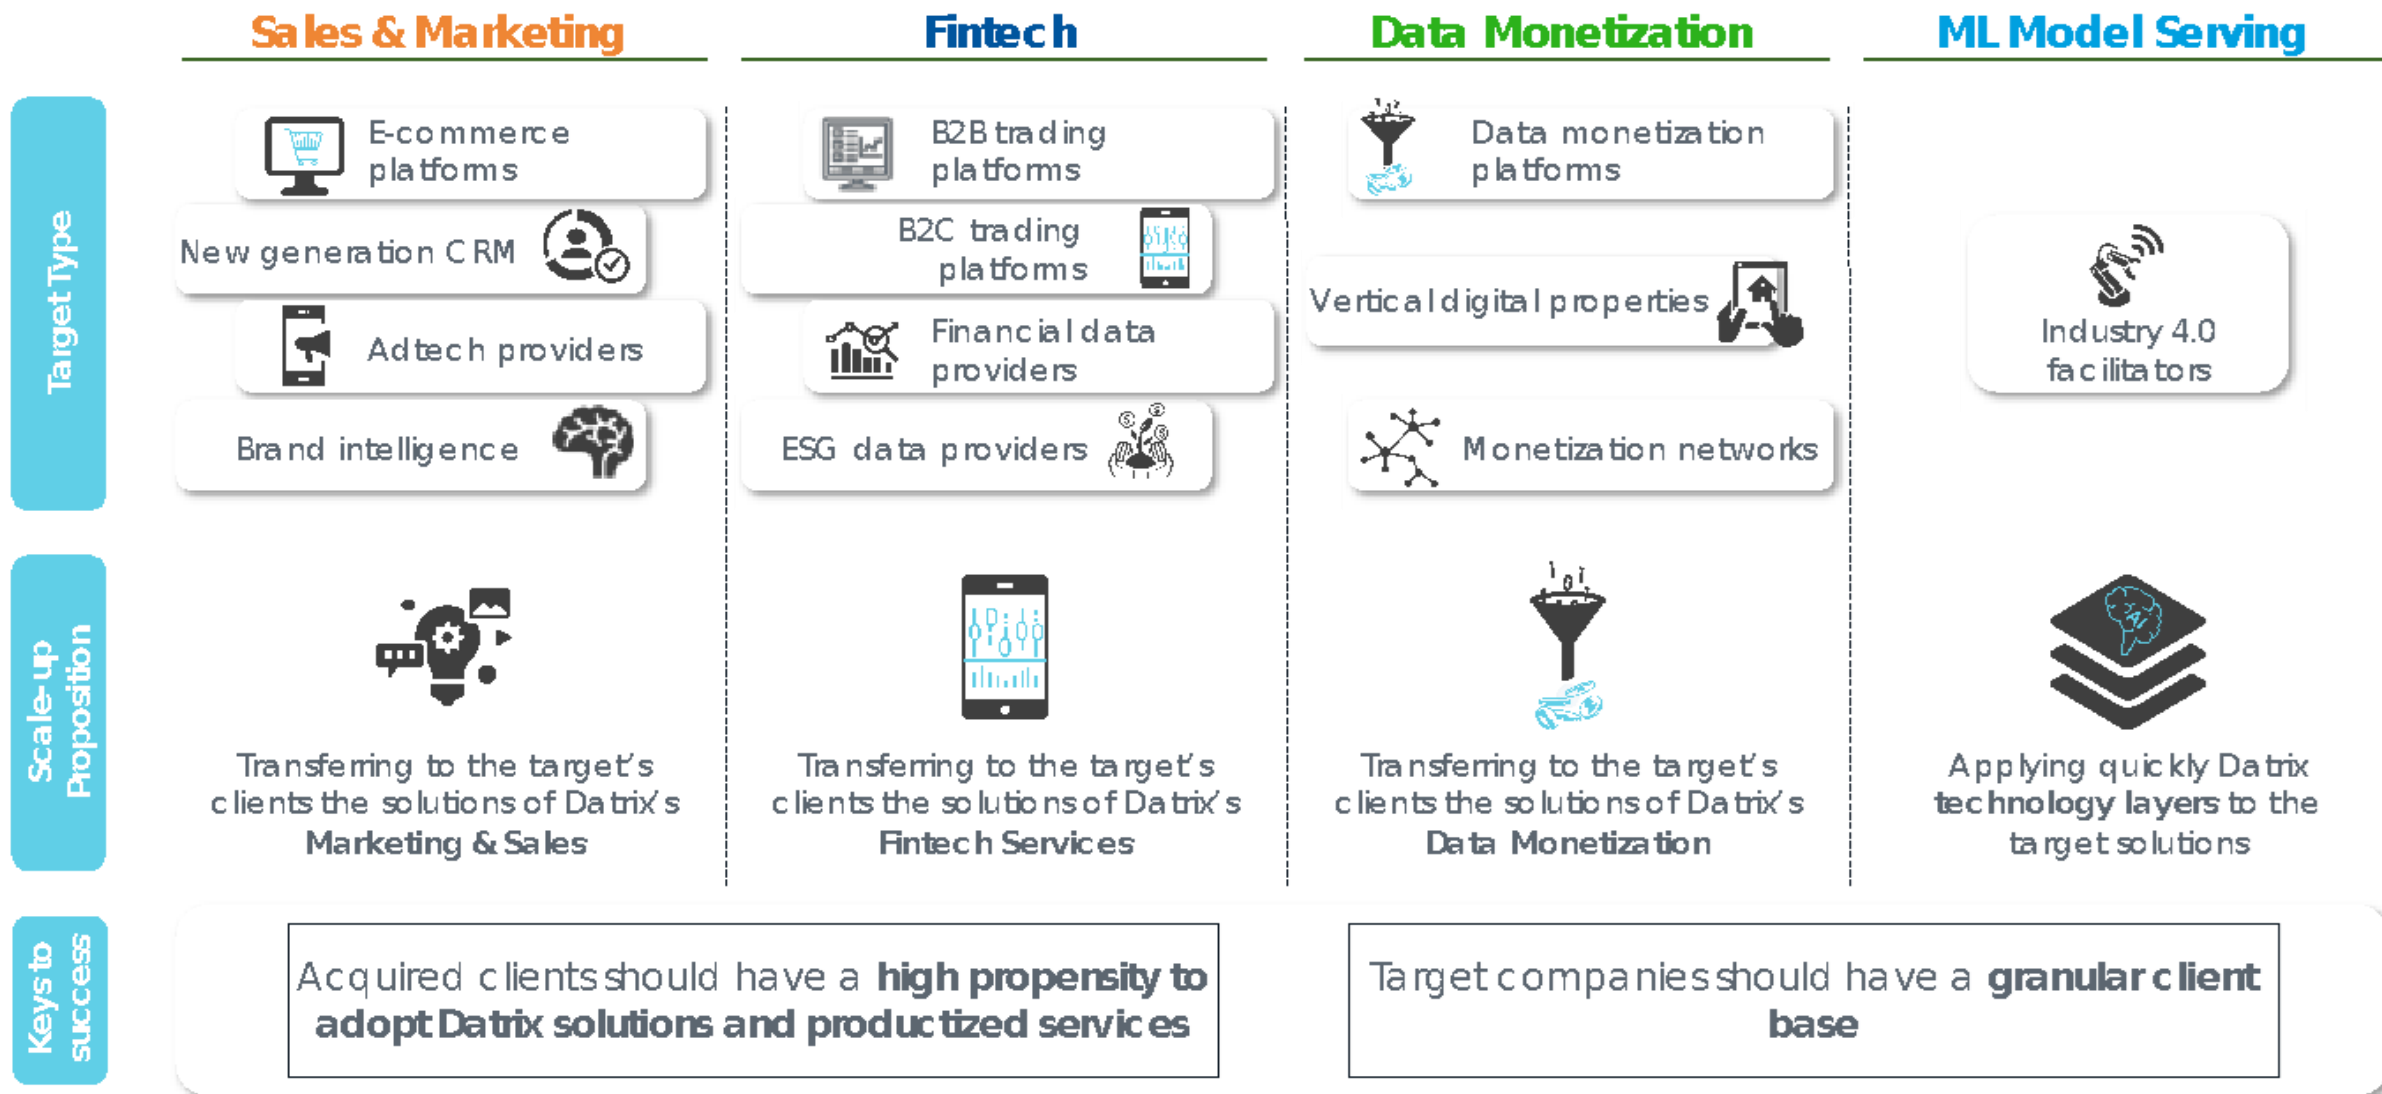 Sales & Marketing
Fintech
Data Monetization
ML Model Serving
Target Type
E-commerce
platforms
New generation CRM
Adtech providers
Brand intelligence
B2B trading
platforms
B2C trading
platforms
Financial data
providers
ESG data providers
Data monetization
platforms
Vertical digital properties
Monetization networks
Industry 4.0
facilitators
Scale-up
Proposition
Transferring to the target's
clients the solutions of Datrix's
Marketing & Sales
Transferring to the target's
clients the solutions of Datrix's
Fintech Services
Transferring to the target's
clients the solutions of Datrix's
Data Monetization
AI
Applying quickly Datrix
technology layers to the
target solutions
Keys to
success
Acquired clients should have a high propensity to
adopt Datrix solutions and productized services
Target companies should have a granular client
base